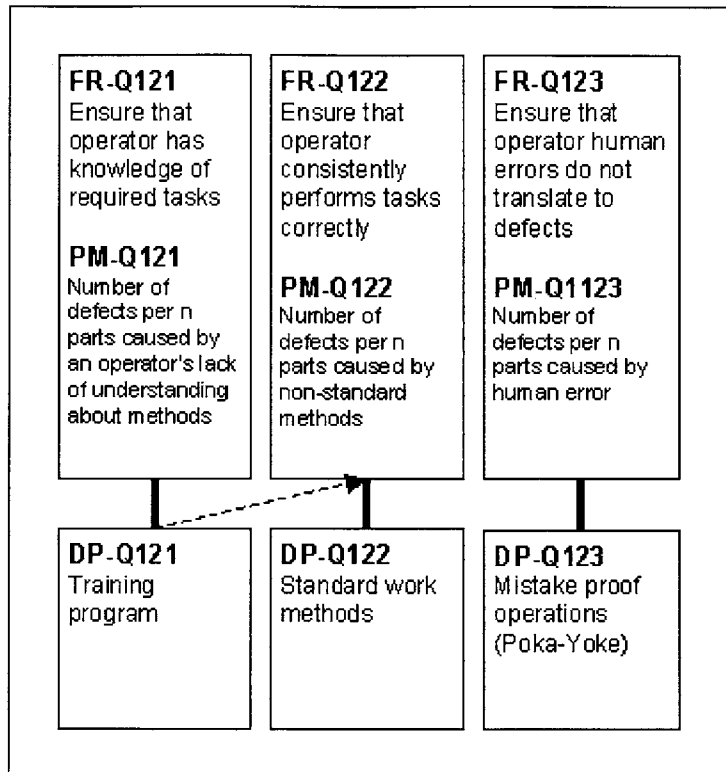 FR-Q121
Ensure that
operator has
knowledge of
required tasks
PM-Q121
Number of
defects per n
parts caused by
an operator's lack
of understanding
about methods
FR-Q122
Ensure that
operator
consistently
performs tasks
correctly
PM-Q122
Number of
defects per n
parts caused by
non-standard
methods
FR-Q123
Ensure that
operator human
errors do not
translate to
defects
PM-Q1123
Number of
defects per n
parts caused by
human error
DP-Q121
Training
program
DP-Q122
Standard work
methods
DP-Q123
Mistake proof
operations
(Poka-Yoke)